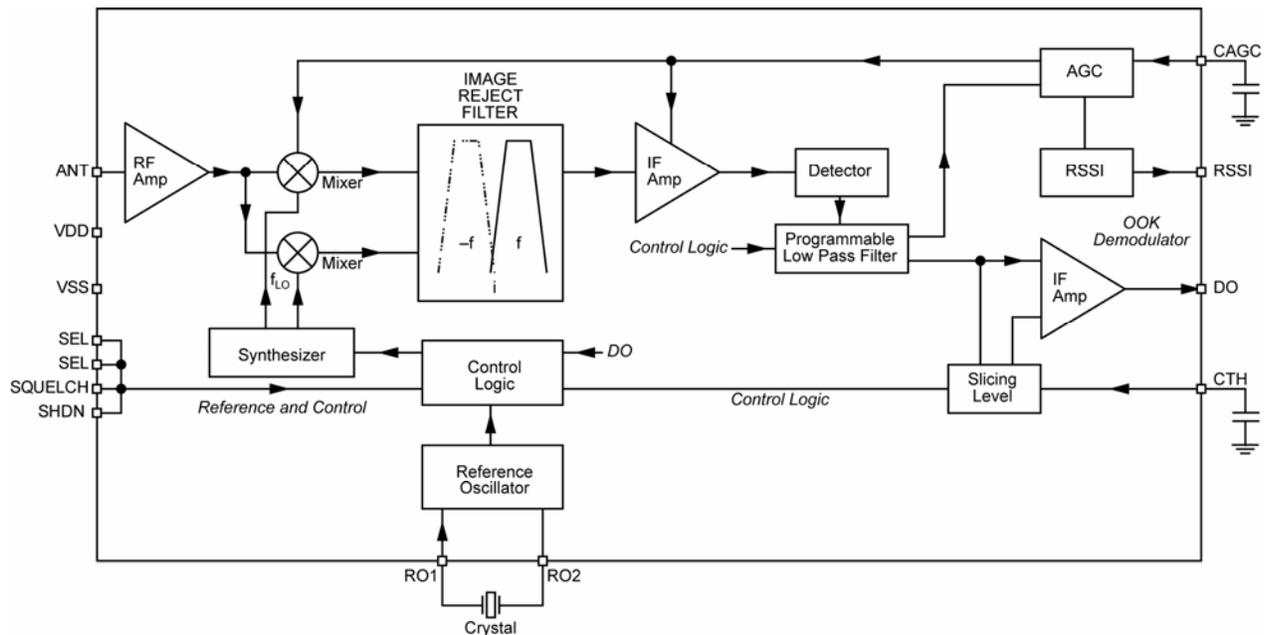 CAGC
AGC
IMAGE
REJECT
FILTER
RF
Amp
ANT
Mixer
IF
Amp
Detector
RSSI
RSSI
OOK
Demodulator
VDD
–f
f
Mixer
Control Logic
Programmable
Low Pass Filter
fLO
i
IF
Amp
VSS
DO
SEL
Synthesizer
DO
SEL
Control
Logic
Slicing
Level
CTH
SQUELCH
SHDN
Reference and Control
Control Logic
Reference
Oscillator
RO1
RO2
Crystal